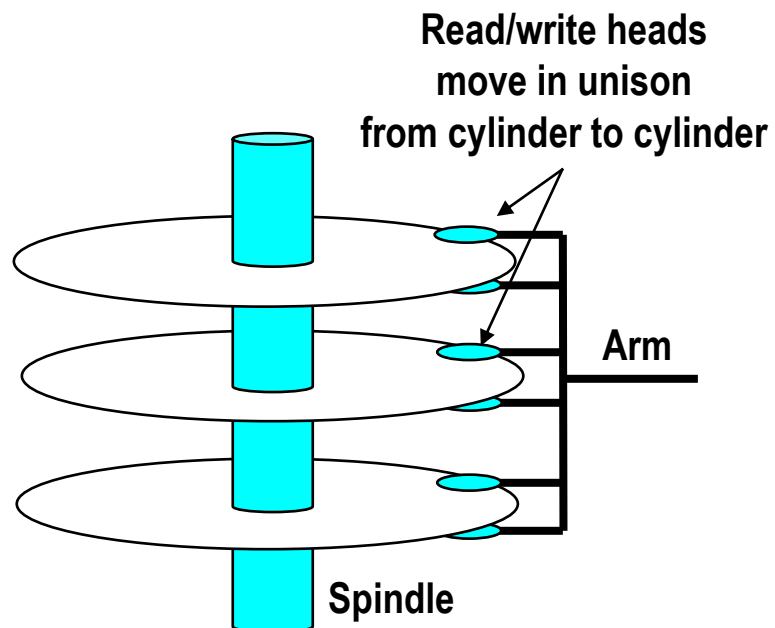 Read/write heads
move in unison
from cylinder to cylinder
Arm
Spindle